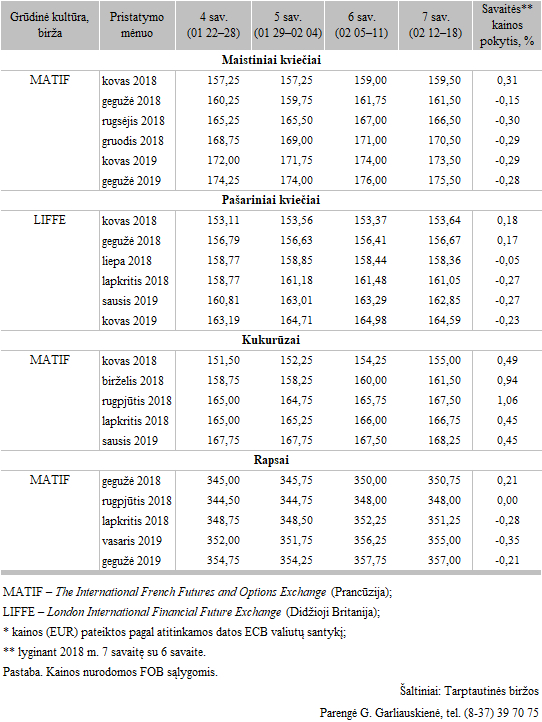 Grūdinė kultūra, birža Pristatymo mėnuo 4 sav. (01 22–28) 5 sav. (01 29–02 04) 6 sav. (02 05–11) 7 sav. (02 12–18) Savaitės** kainos pokytis, %
Maistiniai kviečiai
MATIF kovas 2018 157,25 157,25 159,00 159,50 0,31
gegužė 2018 160,25 159,75 161,75 161,50 -0,15
rugsėjis 2018 165,25 165,50 167,00 166,50 -0,30
gruodis 2018 168,75 169,00 171,00 170,50 -0,29
kovas 2019 172,00 171,75 174,00 173,50 -0,29
gegužė 2019 174,25 174,00 176,00 175,50 -0,28
Pašariniai kviečiai
LIFFE kovas 2018 153,11 153,56 153,37 153,64 0,18
gegužė 2018 156,79 156,63 156,41 156,67 0,17
liepa 2018 158,77 158,85 158,44 158,36 -0,05
lapkritis 2018 158,77 161,18 161,48 161,05 -0,27
sausis 2019 160,81 163,01 163,29 162,85 -0,27
kovas 2019 163,19 164,71 164,98 164,59 -0,23
Kukurūzai
MATIF kovas 2018 151,50 152,25 154,25 155,00 0,49
birželis 2018 158,75 158,25 160,00 161,50 0,94
rugpjūtis 2018 165,00 164,75 165,75 167,50 1,06
lapkritis 2018 165,00 165,25 166,00 166,75 0,45
sausis 2019 167,75 167,75 167,50 168,25 0,45
Rapsai
MATIF gegužė 2018 345,00 345,75 350,00 350,75 0,21
rugpjūtis 2018 344,50 344,75 348,00 348,00 0,00
lapkritis 2018 348,75 348,50 352,25 351,25 -0,28
vasaris 2019 352,00 351,75 356,25 355,00 -0,35
gegužė 2019 354,75 354,25 357,75 357,00 -0,21
MATIF – The International French Futures and Options Exchange (Prancūzija);
LIFFE – London International Financial Future Exchange (Didžioji Britanija);
* kainos (EUR) pateiktos pagal atitinkamos datos ECB valiutų santykį;
** lyginant 2018 m. 7 savaitę su 6 savaite.
Pastaba. Kainos nurodomos FOB sąlygomis.
Šaltiniai: Tarptautinės biržos
Parengė G. Garliauskienė, tel. (8-37) 39 70 75